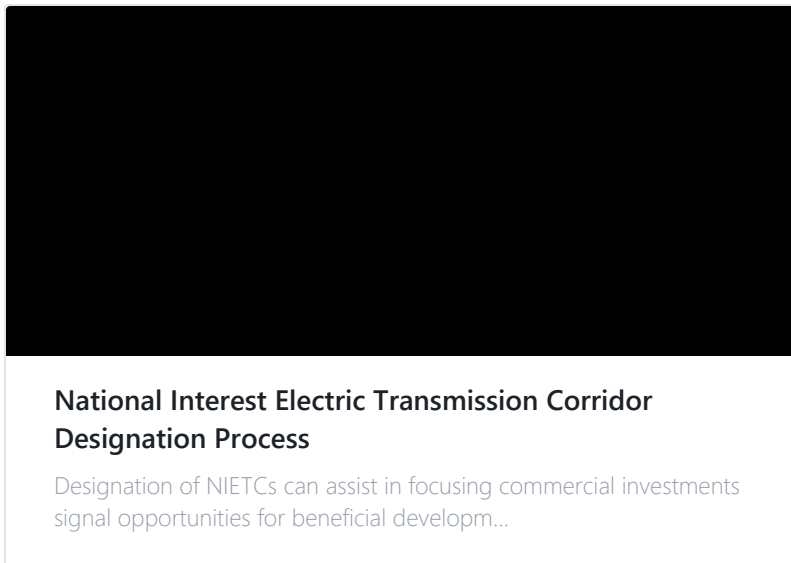 National Interest Electric Transmission Corridor
Designation Process
Designation of NIETCs can assist in focusing commercial investments
signal opportunities for beneficial developm...